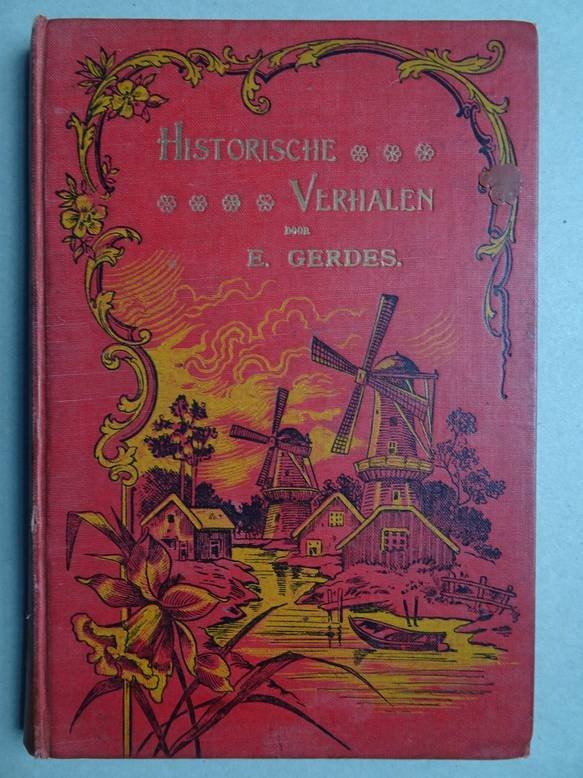 HISTORISCHE
VERHALEN
DOOR
E. GERDES.